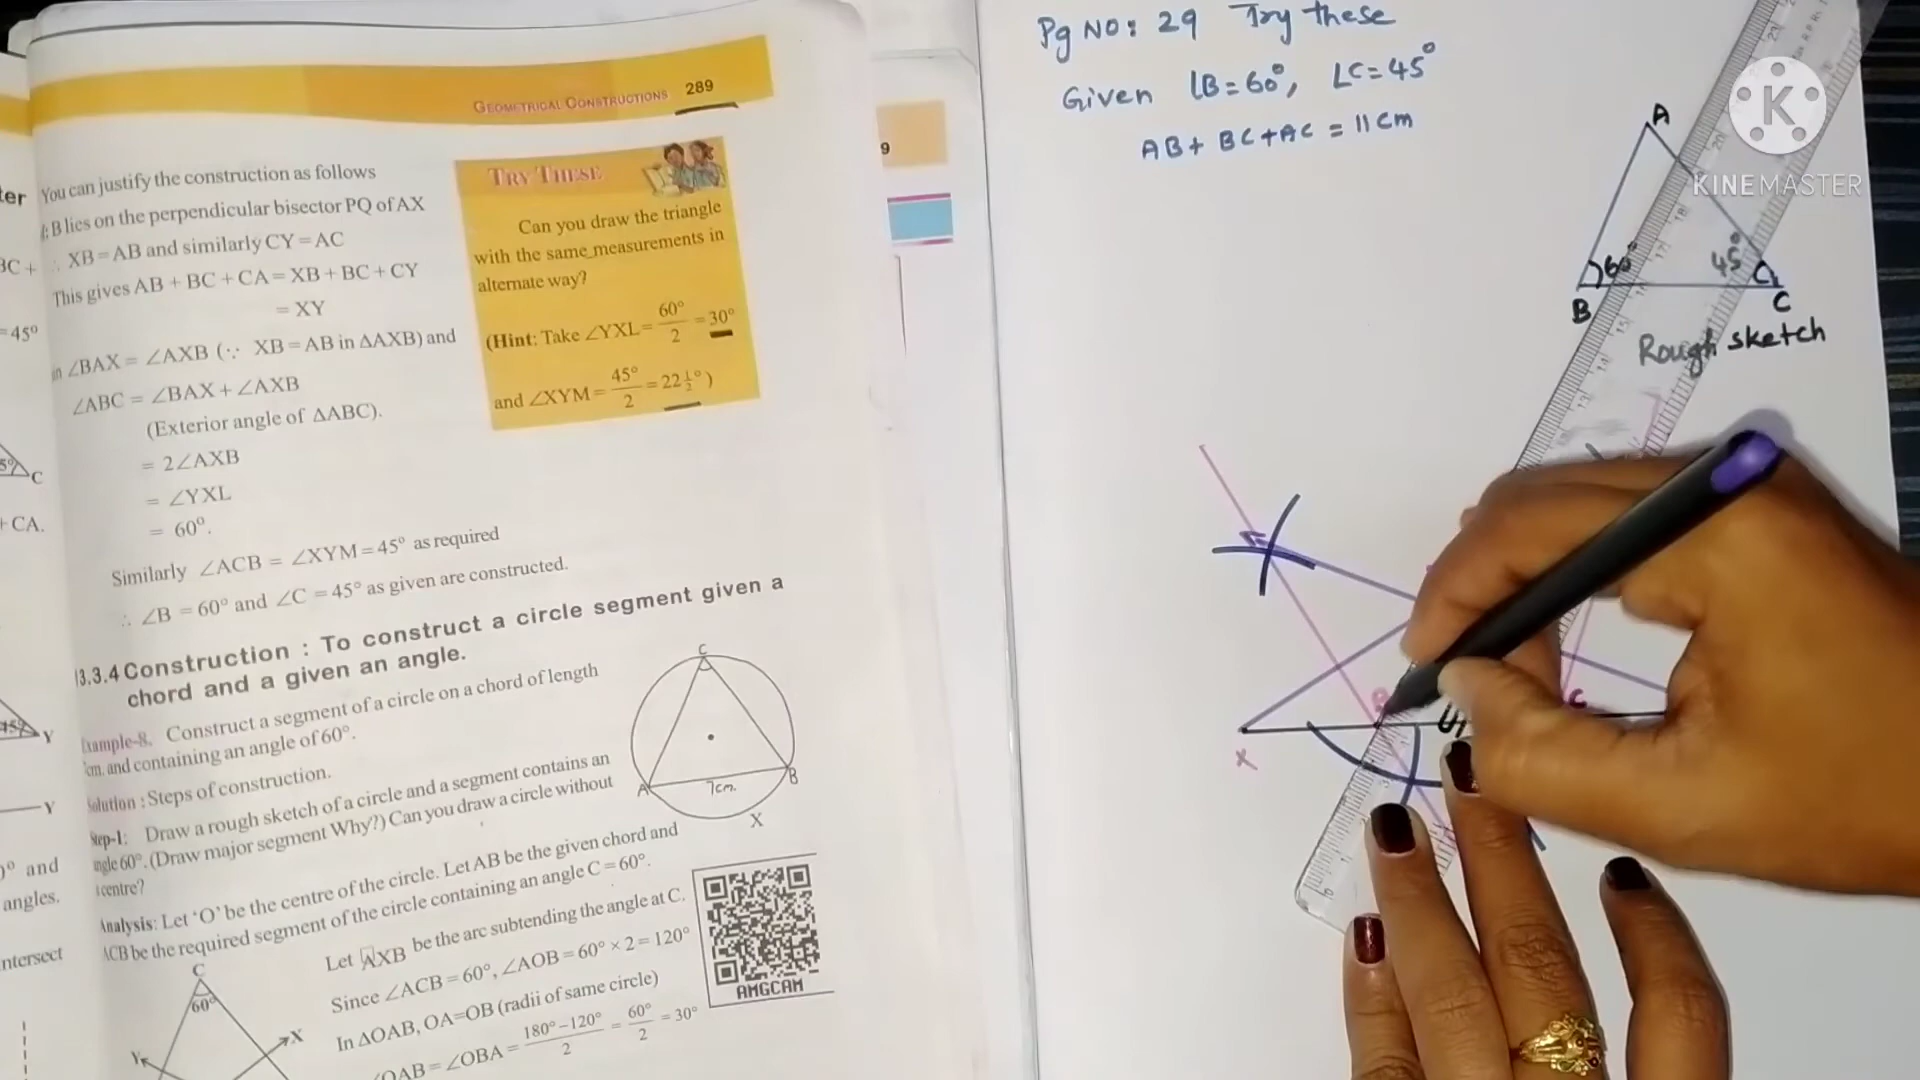 GEOMETRICAL CONSTRUCTIONS 289
You can justify the construction as follows
B lies on the perpendicular bisector PQ of AX
∴ XB = AB and similarly CY = AC
This gives AB + BC + CA = XB + BC + CY
= XY
∠BAX = ∠AXB (∵ XB = AB in ΔAXB) and
∠ABC = ∠BAX + ∠AXB
(Exterior angle of ΔABC).
= 2∠AXB
= ∠YXL
= 60°.
Similarly ∠ACB = ∠XYM = 45° as required
∴ ∠B = 60° and ∠C = 45° as given are constructed.
TRY THESE
Can you draw the triangle
with the same measurements in
alternate way?
(Hint: Take ∠YXL = 60°/2 = 30°
and ∠XYM = 45°/2 = 22½°)
13.3.4 Construction : To construct a circle segment given a
chord and a given an angle.
Example-8. Construct a segment of a circle on a chord of length
cm. and containing an angle of 60°.
Solution : Steps of construction.
Step-1: Draw a rough sketch of a circle and a segment contains an
angle 60°. (Draw major segment Why?) Can you draw a circle without
centre?
Analysis: Let ‘O’ be the centre of the circle. Let AB be the given chord and
ACB be the required segment of the circle containing an angle C = 60°.
Let AXB be the arc subtending the angle at C.
Since ∠ACB = 60°, ∠AOB = 60° × 2 = 120°
In ΔOAB, OA=OB (radii of same circle)
∠OAB = ∠OBA = 180°−120°/2 = 60°/2 = 30°
C
A
B
7cm.
X
AMGCAM
C
60°
Y
X
= 45°
C
+ CA.
Y
Y
and
angles.
intersect
9
Pg No: 29 Try these
Given ∠B=60°, ∠C=45°
AB+ BC+AC = 11cm
A
60°
45°
B
C
Rough sketch
X
B
C
K
KINEMASTER